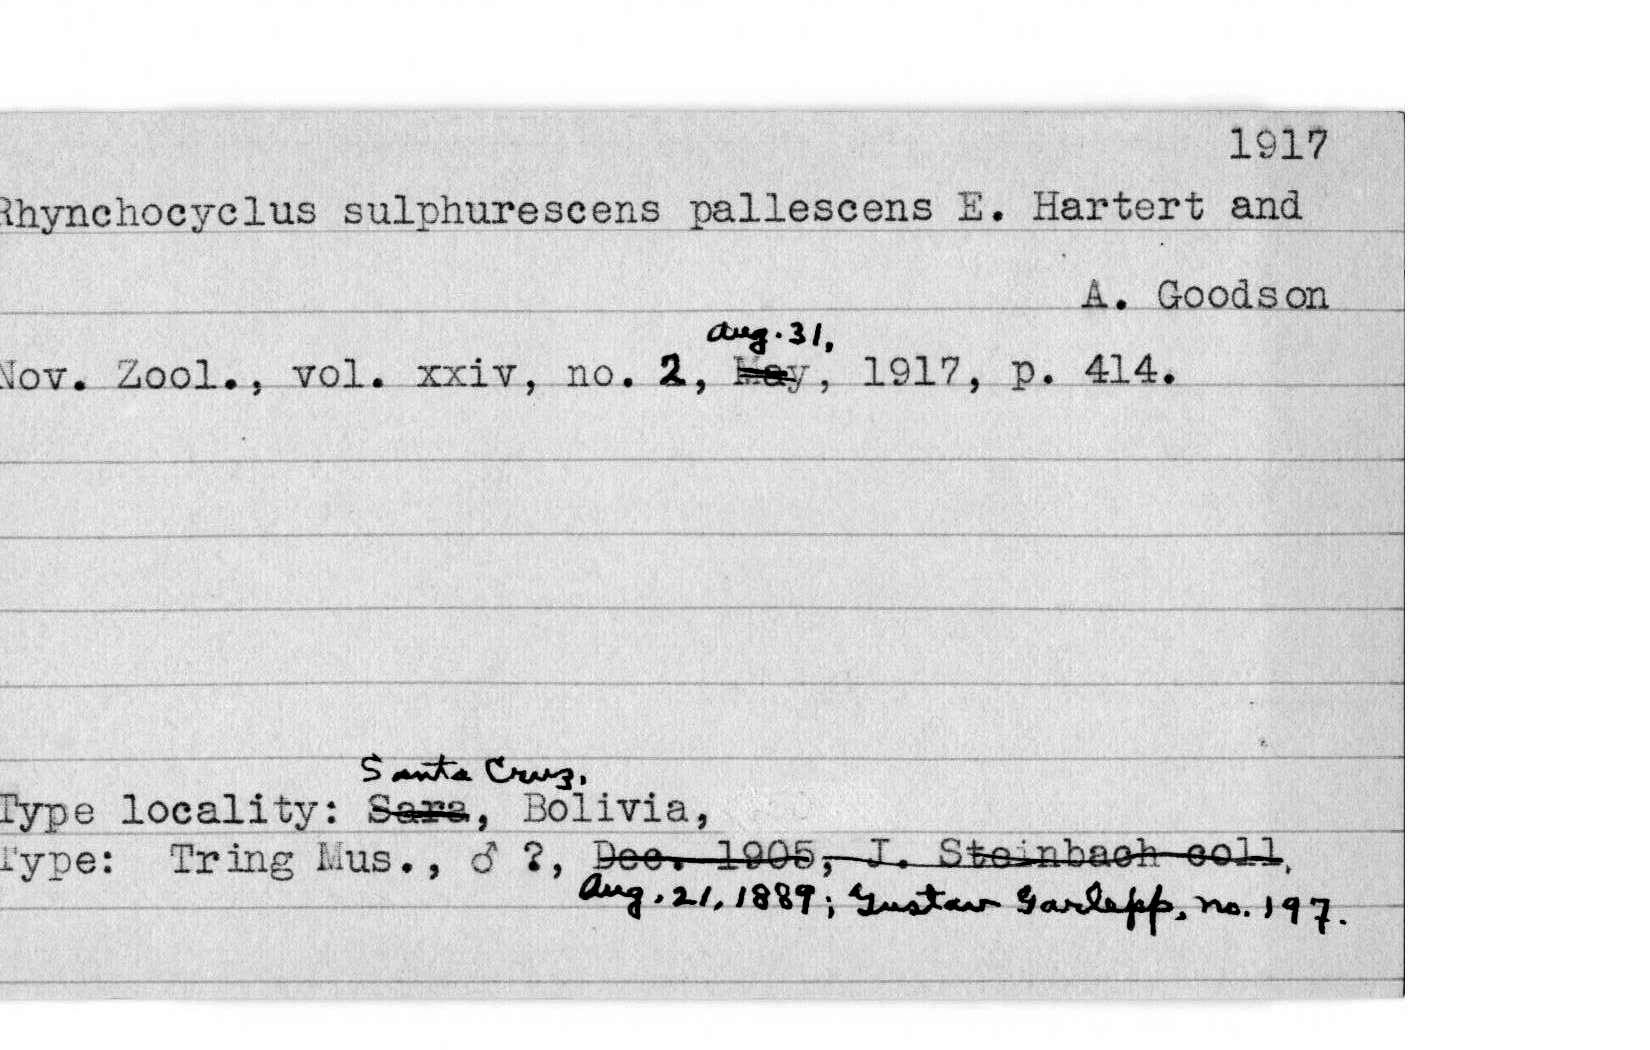 1917
Rhynchocyclus sulphurescens pallescens E. Hartert and
A. Goodson
Aug. 31,
Nov. Zool., vol. xxiv, no. 2, May, 1917, p. 414.
Santa Cruz,
Type locality: Sara, Bolivia,
Type: Tring Mus., ♂ ?, Dec. 1905, J. Steinbach coll,
Aug. 21, 1889; Gustav Garlepp, no. 197.